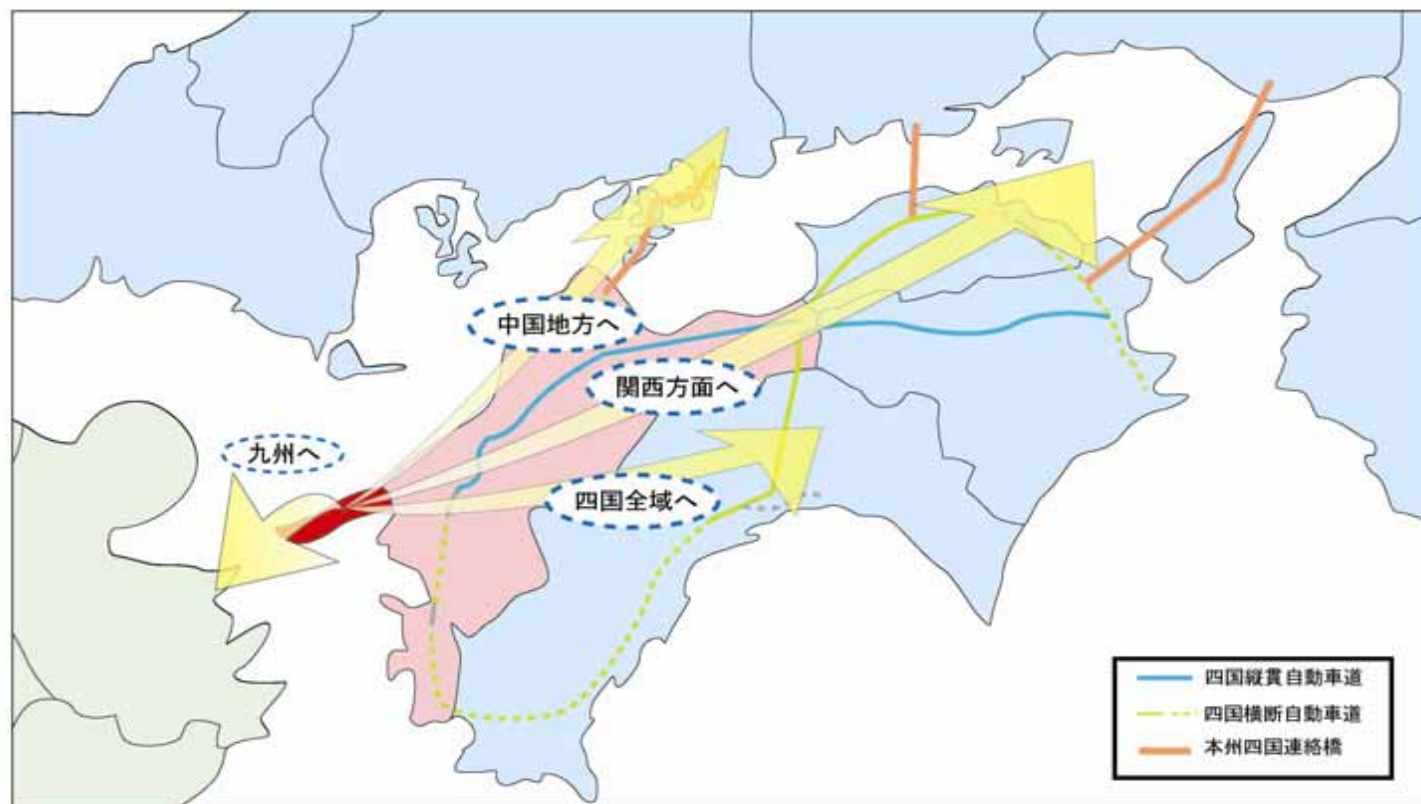 中国地方へ
関西方面へ
九州へ
四国全域へ
四国縦貫自動車道
四国横断自動車道
本州四国連絡橋